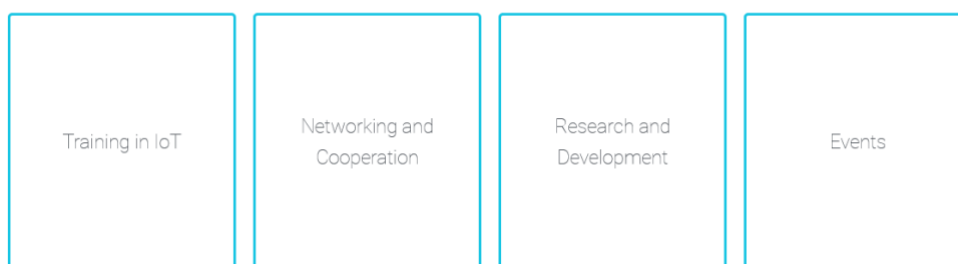 Training in IoT
Networking and
Cooperation
Research and
Development
Events